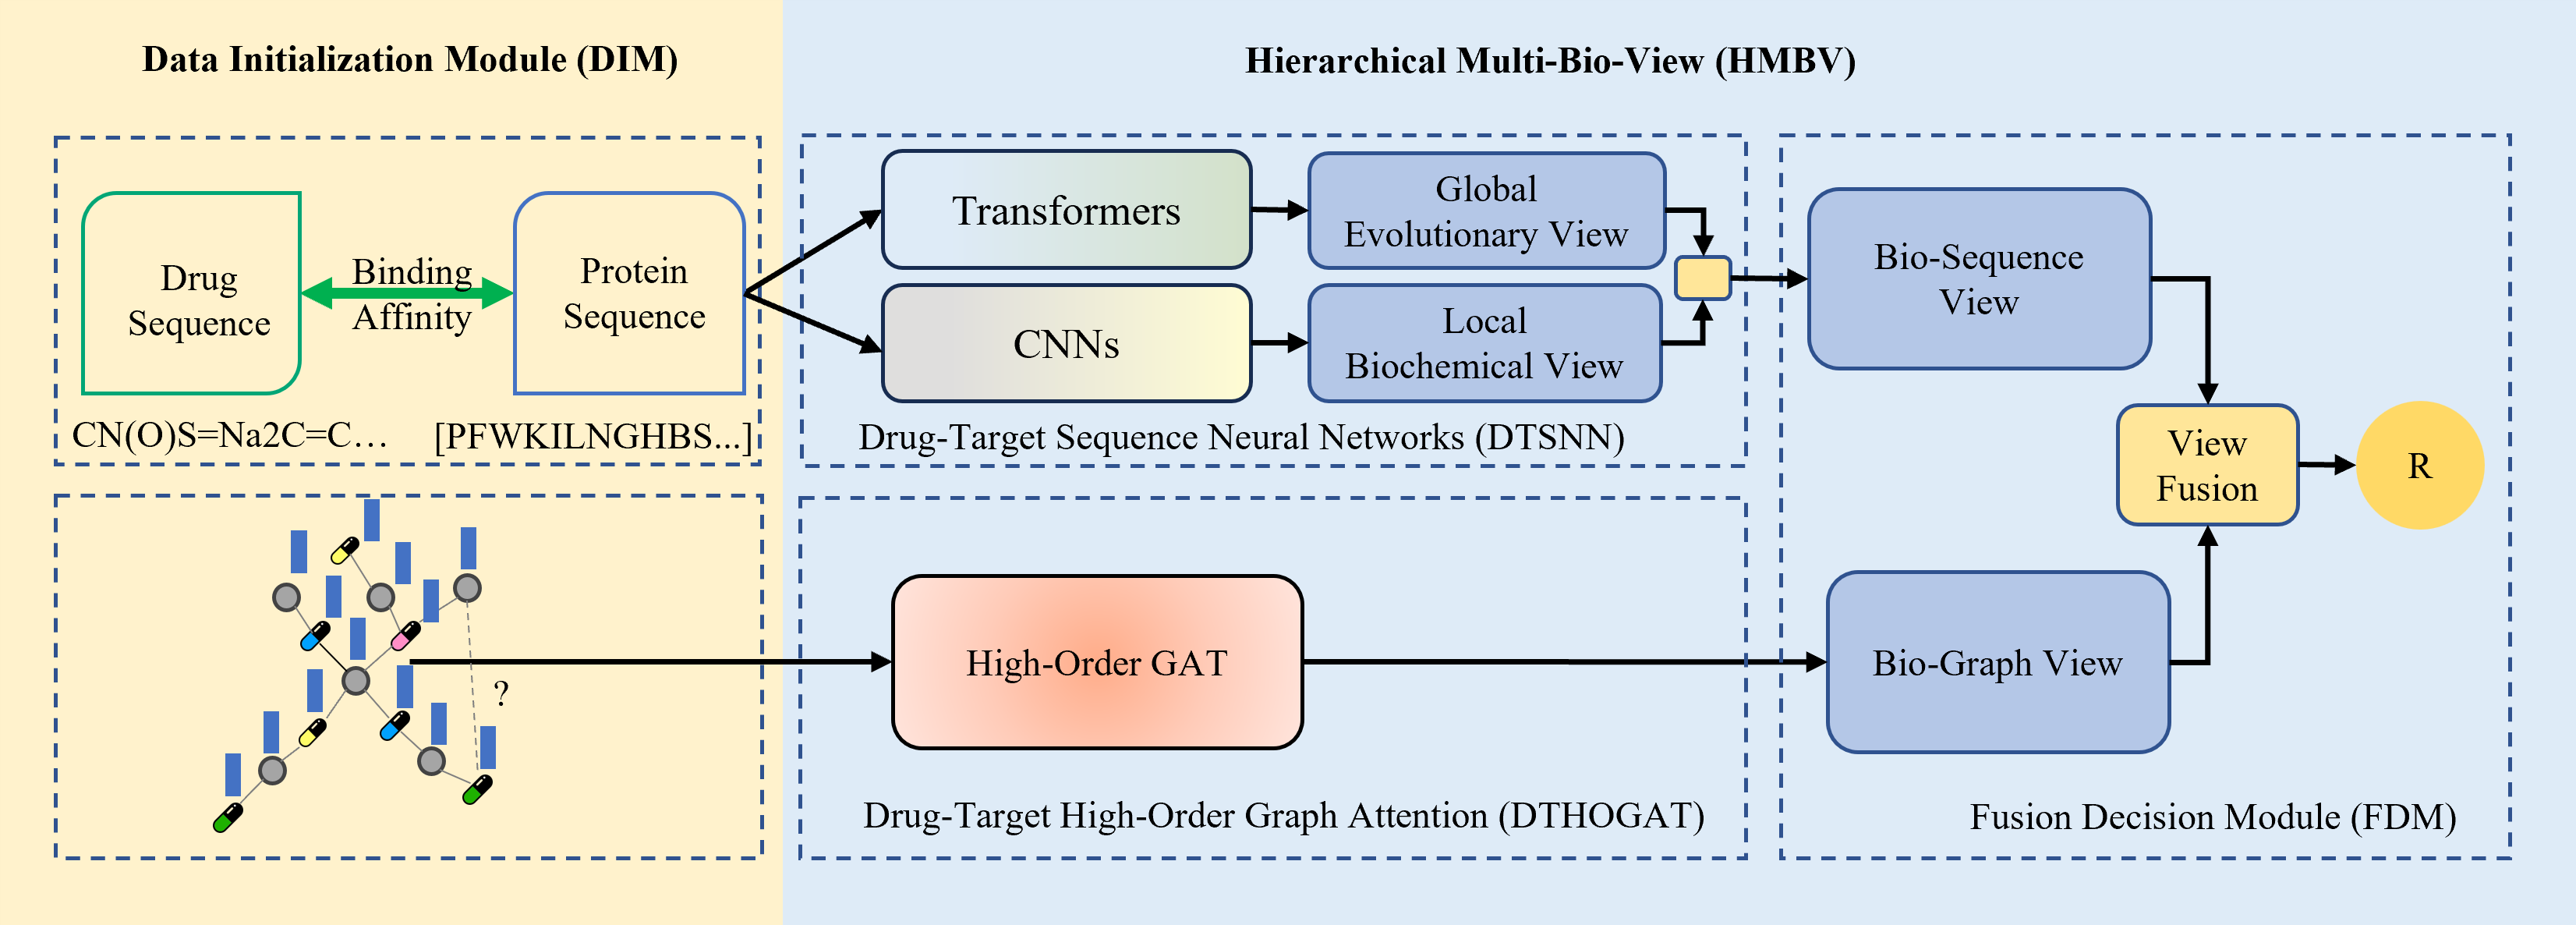 Data Initialization Module (DIM)
Hierarchical Multi-Bio-View (HMBV)
Drug
Sequence
Binding
Affinity
Protein
Sequence
CN(O)S=Na2C=C…
[PFWKILNGHBS...]
Transformers
Global
Evolutionary View
CNNs
Local
Biochemical View
Drug-Target Sequence Neural Networks (DTSNN)
Bio-Sequence
View
View
Fusion
R
?
High-Order GAT
Drug-Target High-Order Graph Attention (DTHOGAT)
Bio-Graph View
Fusion Decision Module (FDM)